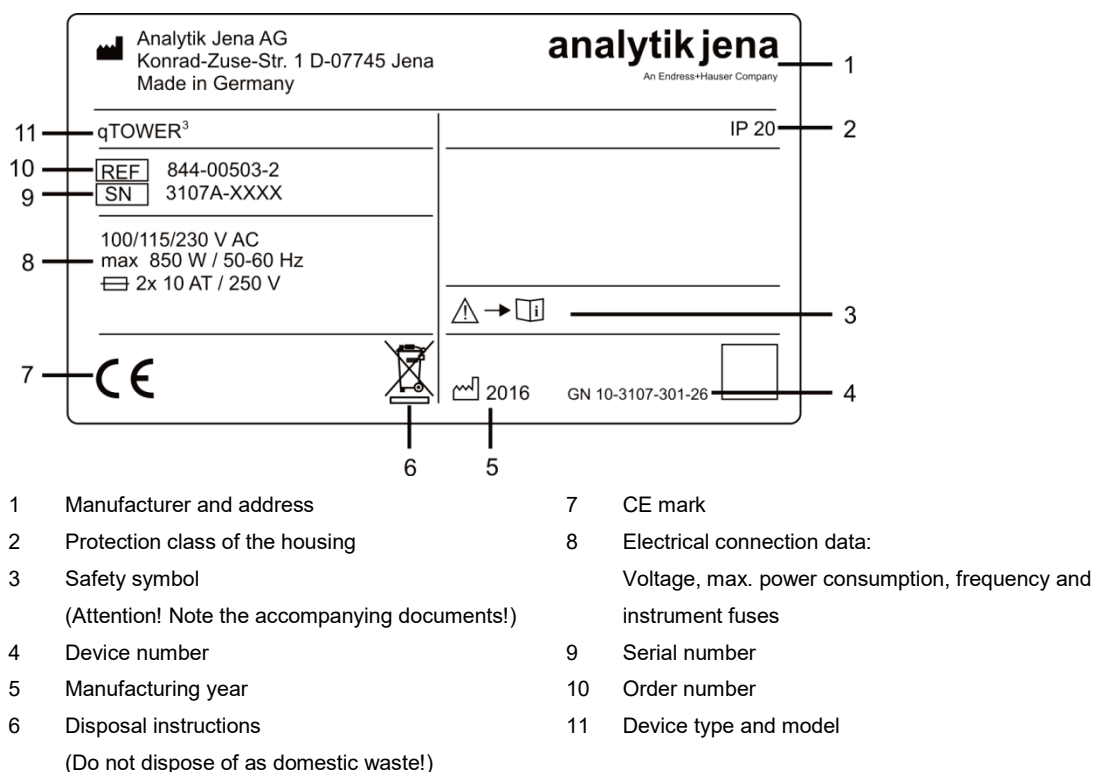 Analytik Jena AG
Konrad-Zuse-Str. 1 D-07745 Jena
Made in Germany
analytikjena
An Endress+Hauser Company
1
11
qTOWER³
IP 20
2
10
REF 844-00503-2
9
SN 3107A-XXXX
100/115/230 V AC
8
max 850 W / 50-60 Hz
2x 10 AT / 250 V
i
3
7
CE
2016
GN 10-3107-301-26
4
6
5
1 Manufacturer and address
2 Protection class of the housing
3 Safety symbol
(Attention! Note the accompanying documents!)
4 Device number
5 Manufacturing year
6 Disposal instructions
(Do not dispose of as domestic waste!)
7 CE mark
8 Electrical connection data:
Voltage, max. power consumption, frequency and
instrument fuses
9 Serial number
10 Order number
11 Device type and model